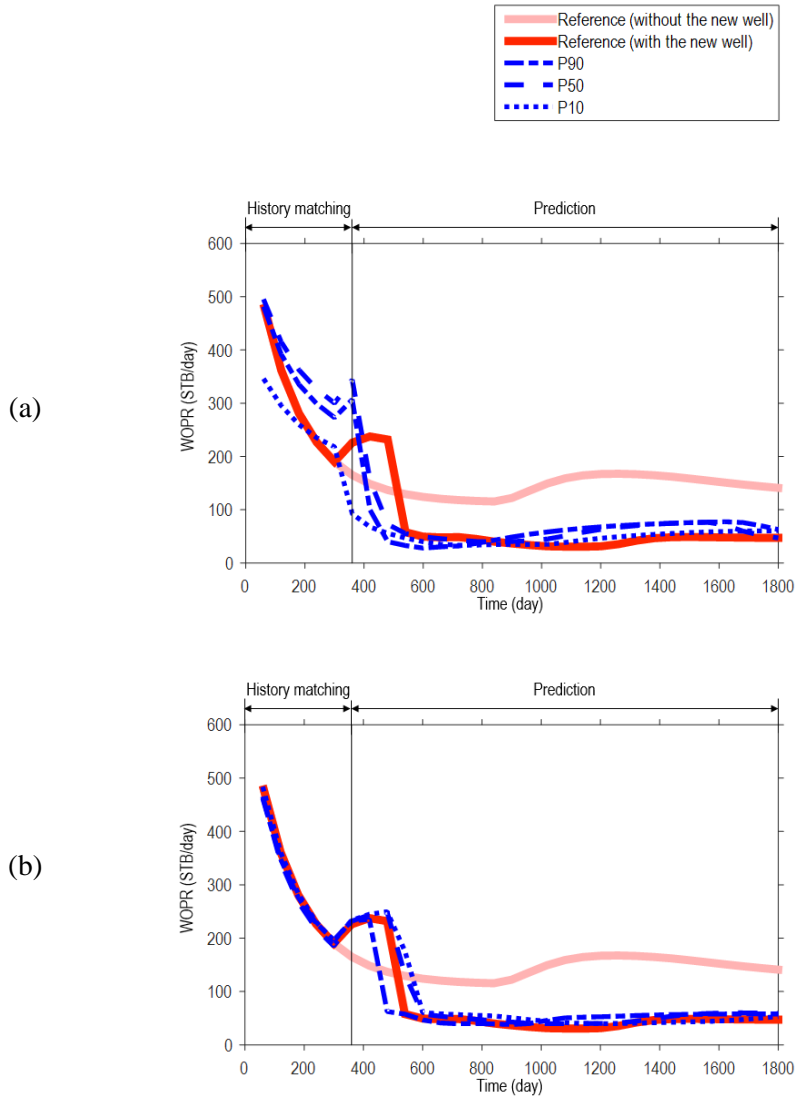 Reference (without the new well)
Reference (with the new well)
P90
P50
P10
(a)
History matching
Prediction
WOPR (STB/day)
600
500
400
300
200
100
0
0 200 400 600 800 1000 1200 1400 1600 1800
Time (day)
(b)
History matching
Prediction
WOPR (STB/day)
600
500
400
300
200
100
0
0 200 400 600 800 1000 1200 1400 1600 1800
Time (day)